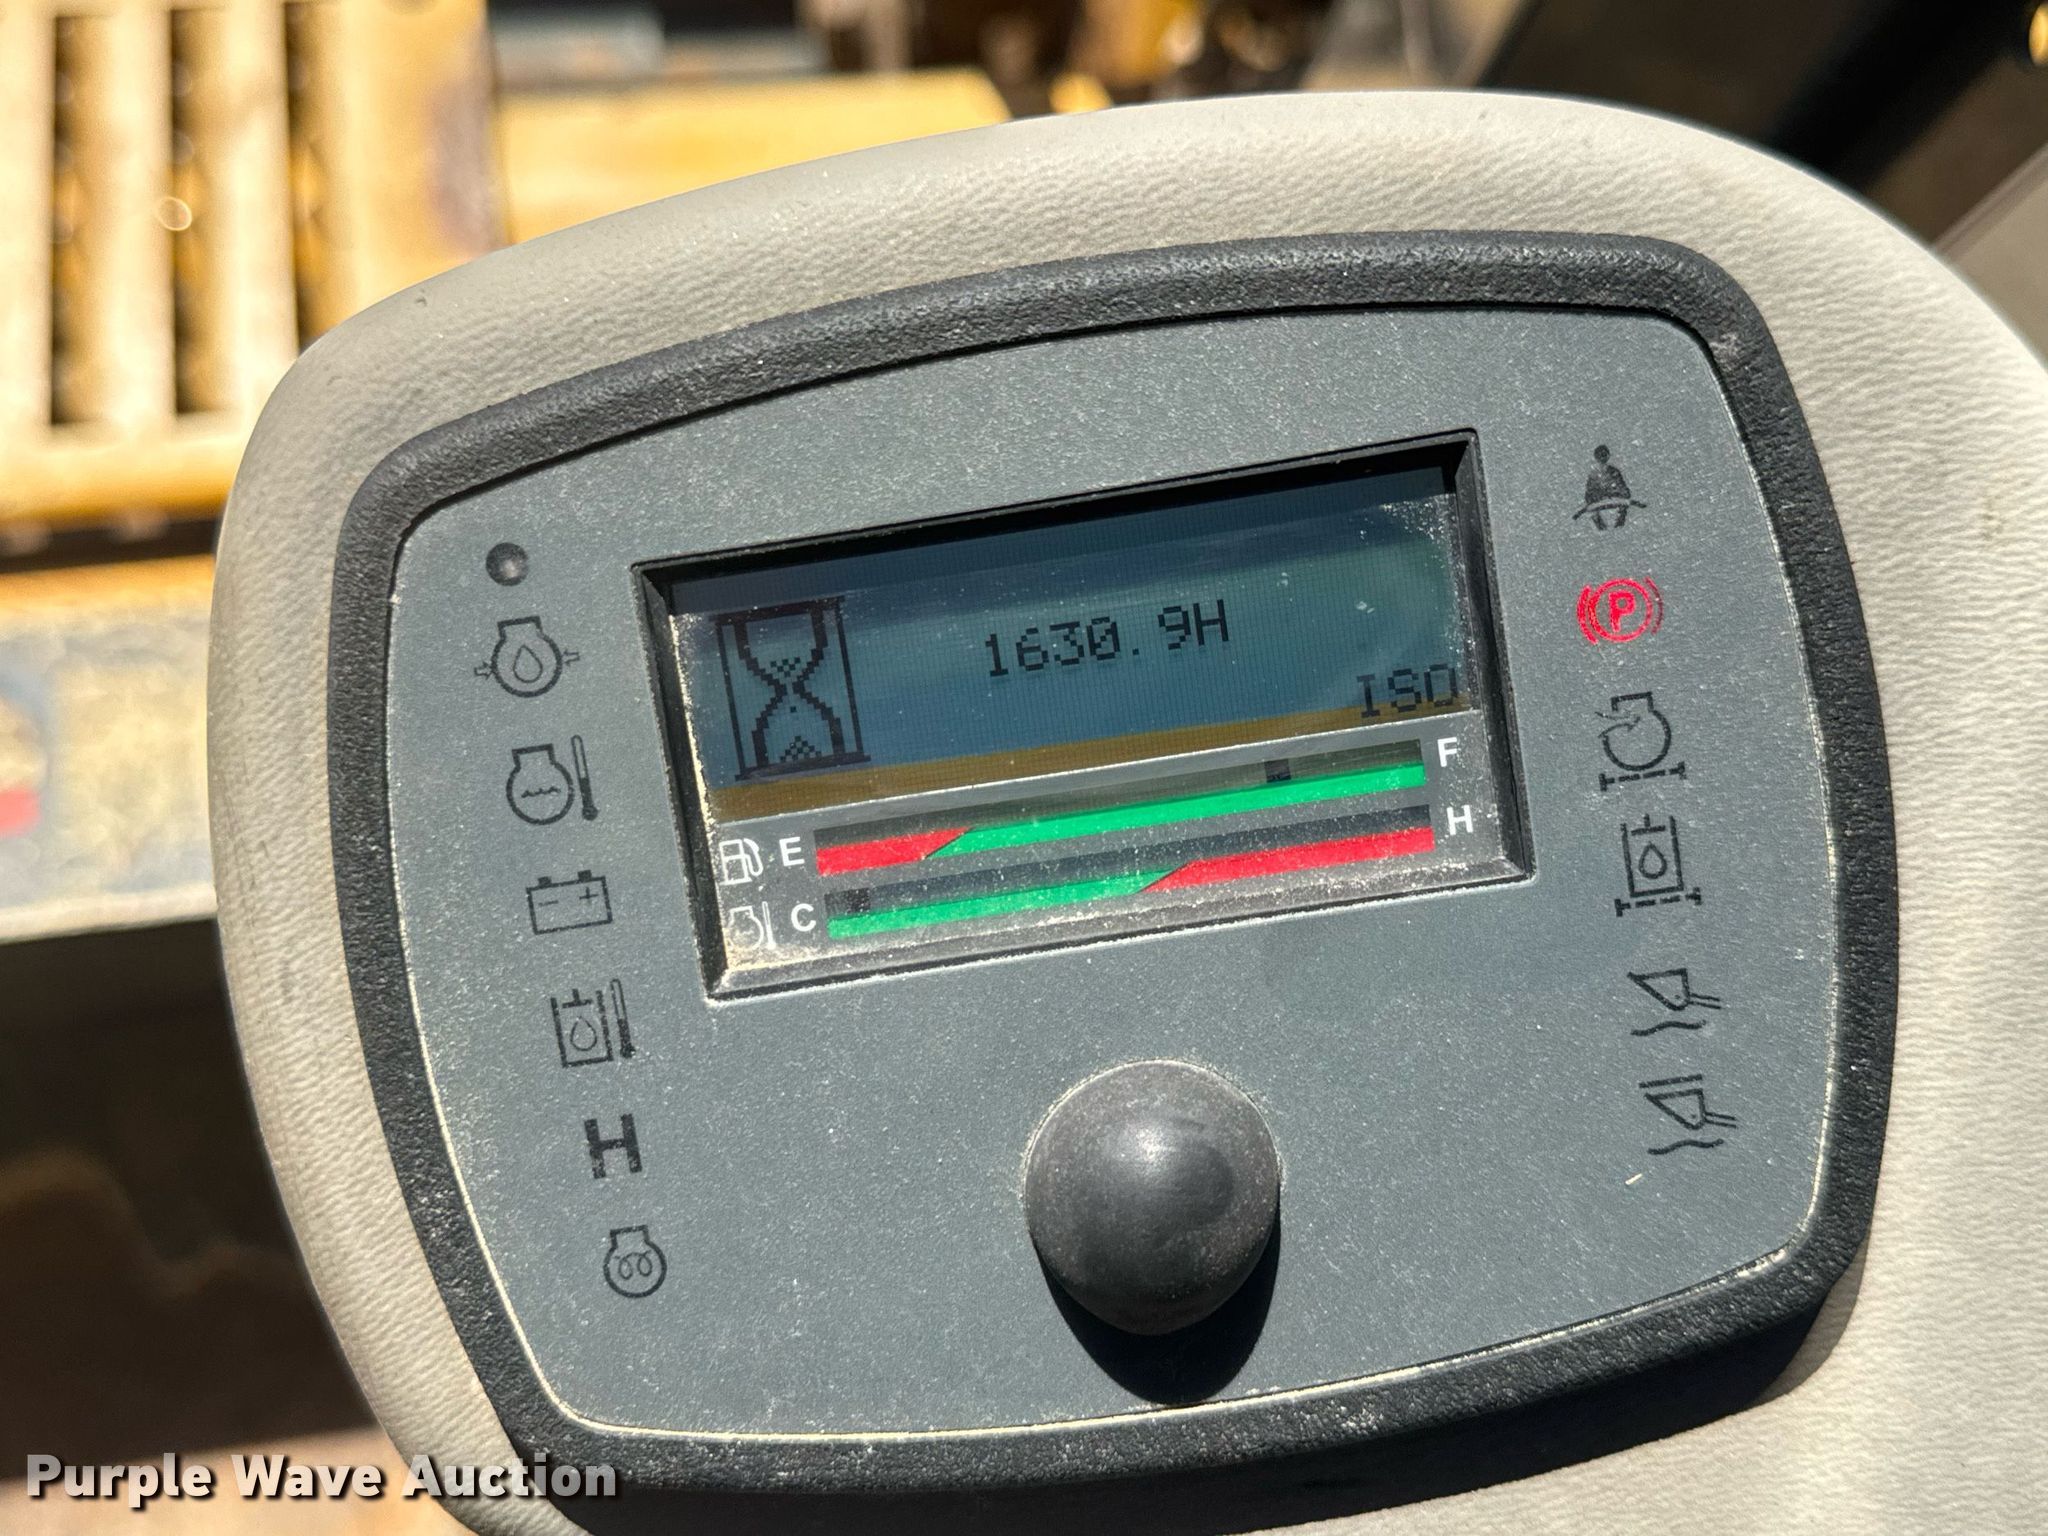 1630.9H
ISO
E F
C H
P
- +
H
Purple Wave Auction